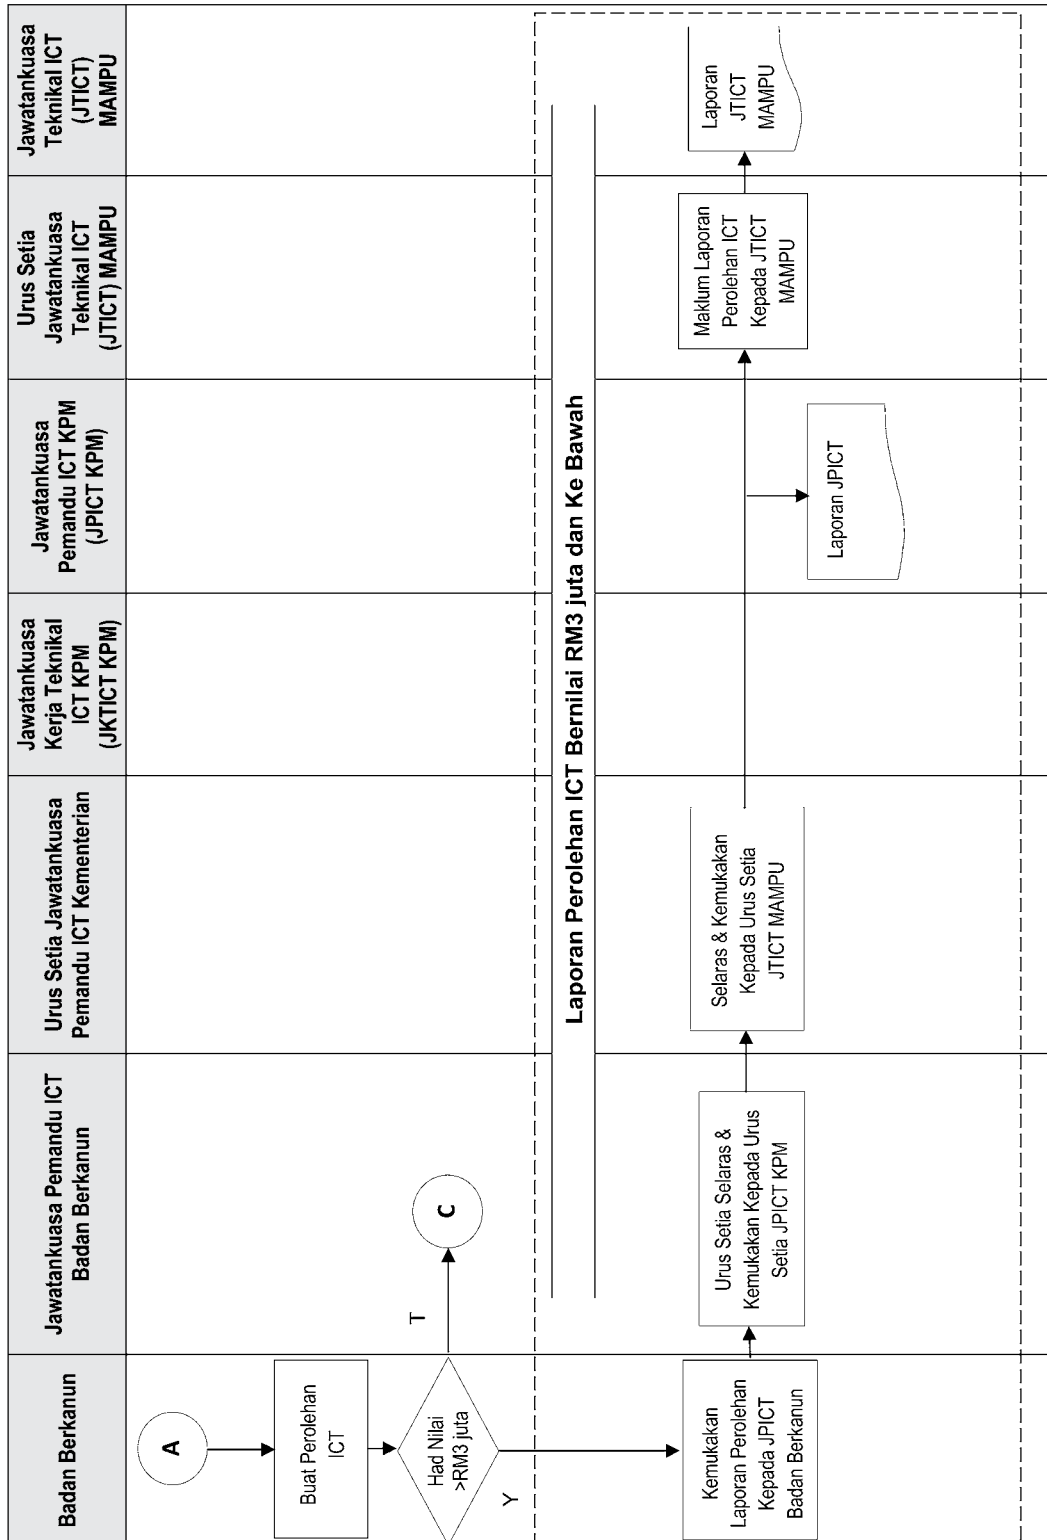 Badan Berkanun
Jawatankuasa Pemandu ICT
Badan Berkanun
Urus Setia Jawatankuasa
Pemandu ICT Kementerian
Jawatankuasa
Kerja Teknikal
ICT KPM
(JKTICT KPM)
Jawatankuasa
Pemandu ICT KPM
(JPICT KPM)
Urus Setia
Jawatankuasa
Teknikal ICT
(JTICT) MAMPU
Jawatankuasa
Teknikal ICT
(JTICT)
MAMPU
A
Buat Perolehan
ICT
Had Nilai
>RM3 juta
T
C
Y
Laporan Perolehan ICT Bernilai RM3 juta dan Ke Bawah
Kemukakan
Laporan Perolehan
Kepada JPICT
Badan Berkanun
Urus Setia Selaras &
Kemukakan Kepada Urus
Setia JPICT KPM
Selaras & Kemukakan
Kepada Urus Setia
JTICT MAMPU
Laporan JPICT
Maklum Laporan
Perolehan ICT
Kepada JTICT
MAMPU
Laporan
JTICT
MAMPU